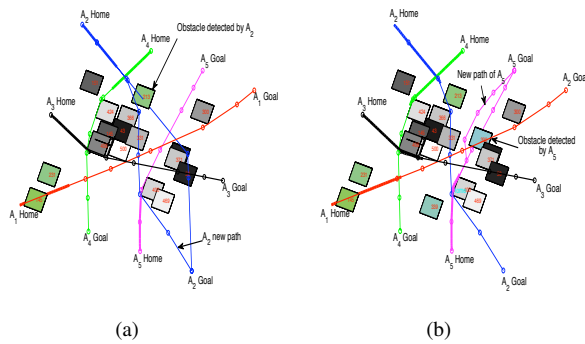 A2 Home
Obstacle detected by A2
A4 Home
A5 Goal
A1 Goal
A3 Home
A3 Goal
A1 Home
A2 new path
A4 Goal
A5 Home
A2 Goal
(a)
A2 Home
A4 Home
A5 Goal
New path of A5
A1 Goal
A3 Home
Obstacle detected
by A5
A3 Goal
A1 Home
A4 Goal
A5 Home
A2 Goal
(b)